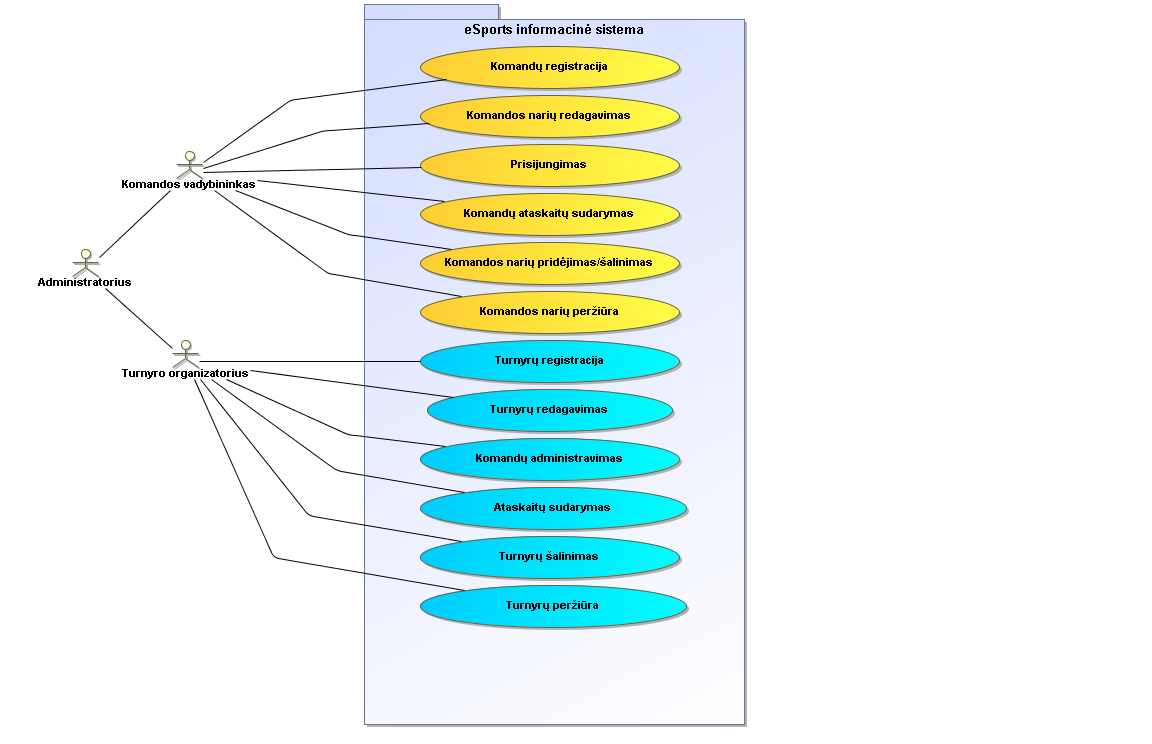 eSports informacinė sistema
Komandų registracija
Komandos narių redagavimas
Prisijungimas
Komandos vadybininkas
Komandų ataskaitų sudarymas
Komandos narių pridėjimas/šalinimas
Administratorius
Komandos narių peržiūra
Turnyrų registracija
Turnyro organizatorius
Turnyrų redagavimas
Komandų administravimas
Ataskaitų sudarymas
Turnyrų šalinimas
Turnyrų peržiūra